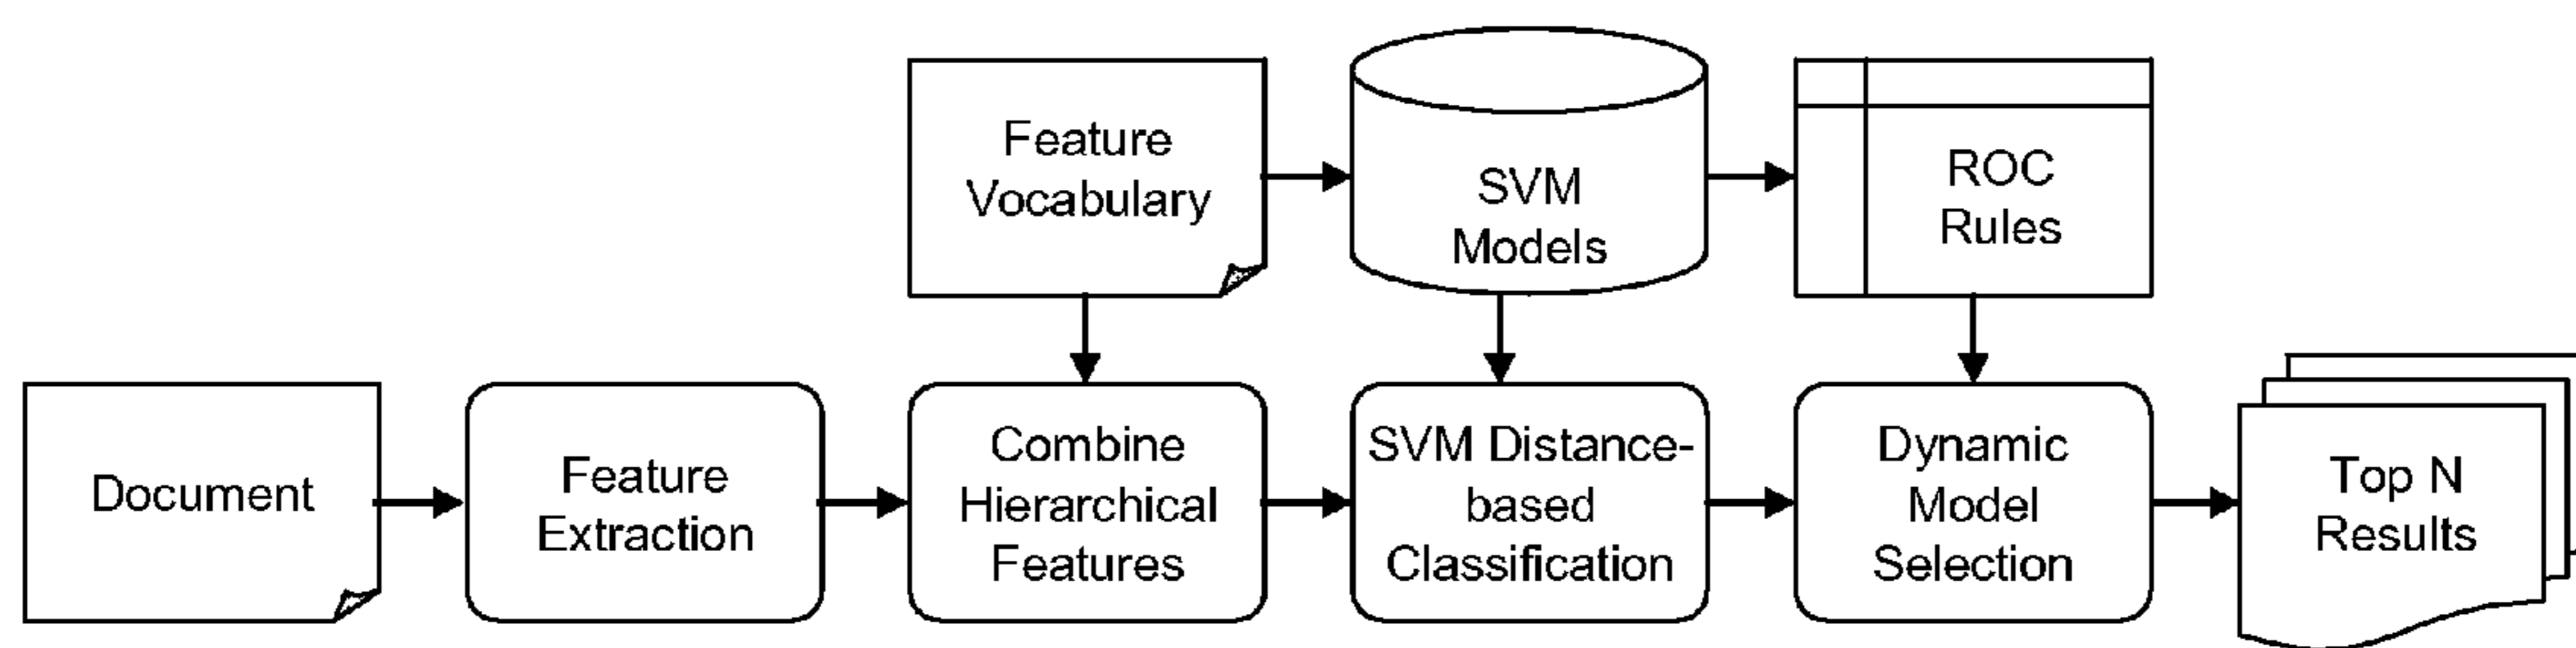 Feature
Vocabulary
SVM
Models
ROC
Rules
Document
Feature
Extraction
Combine
Hierarchical
Features
SVM Distance-
based
Classification
Dynamic
Model
Selection
Top N
Results